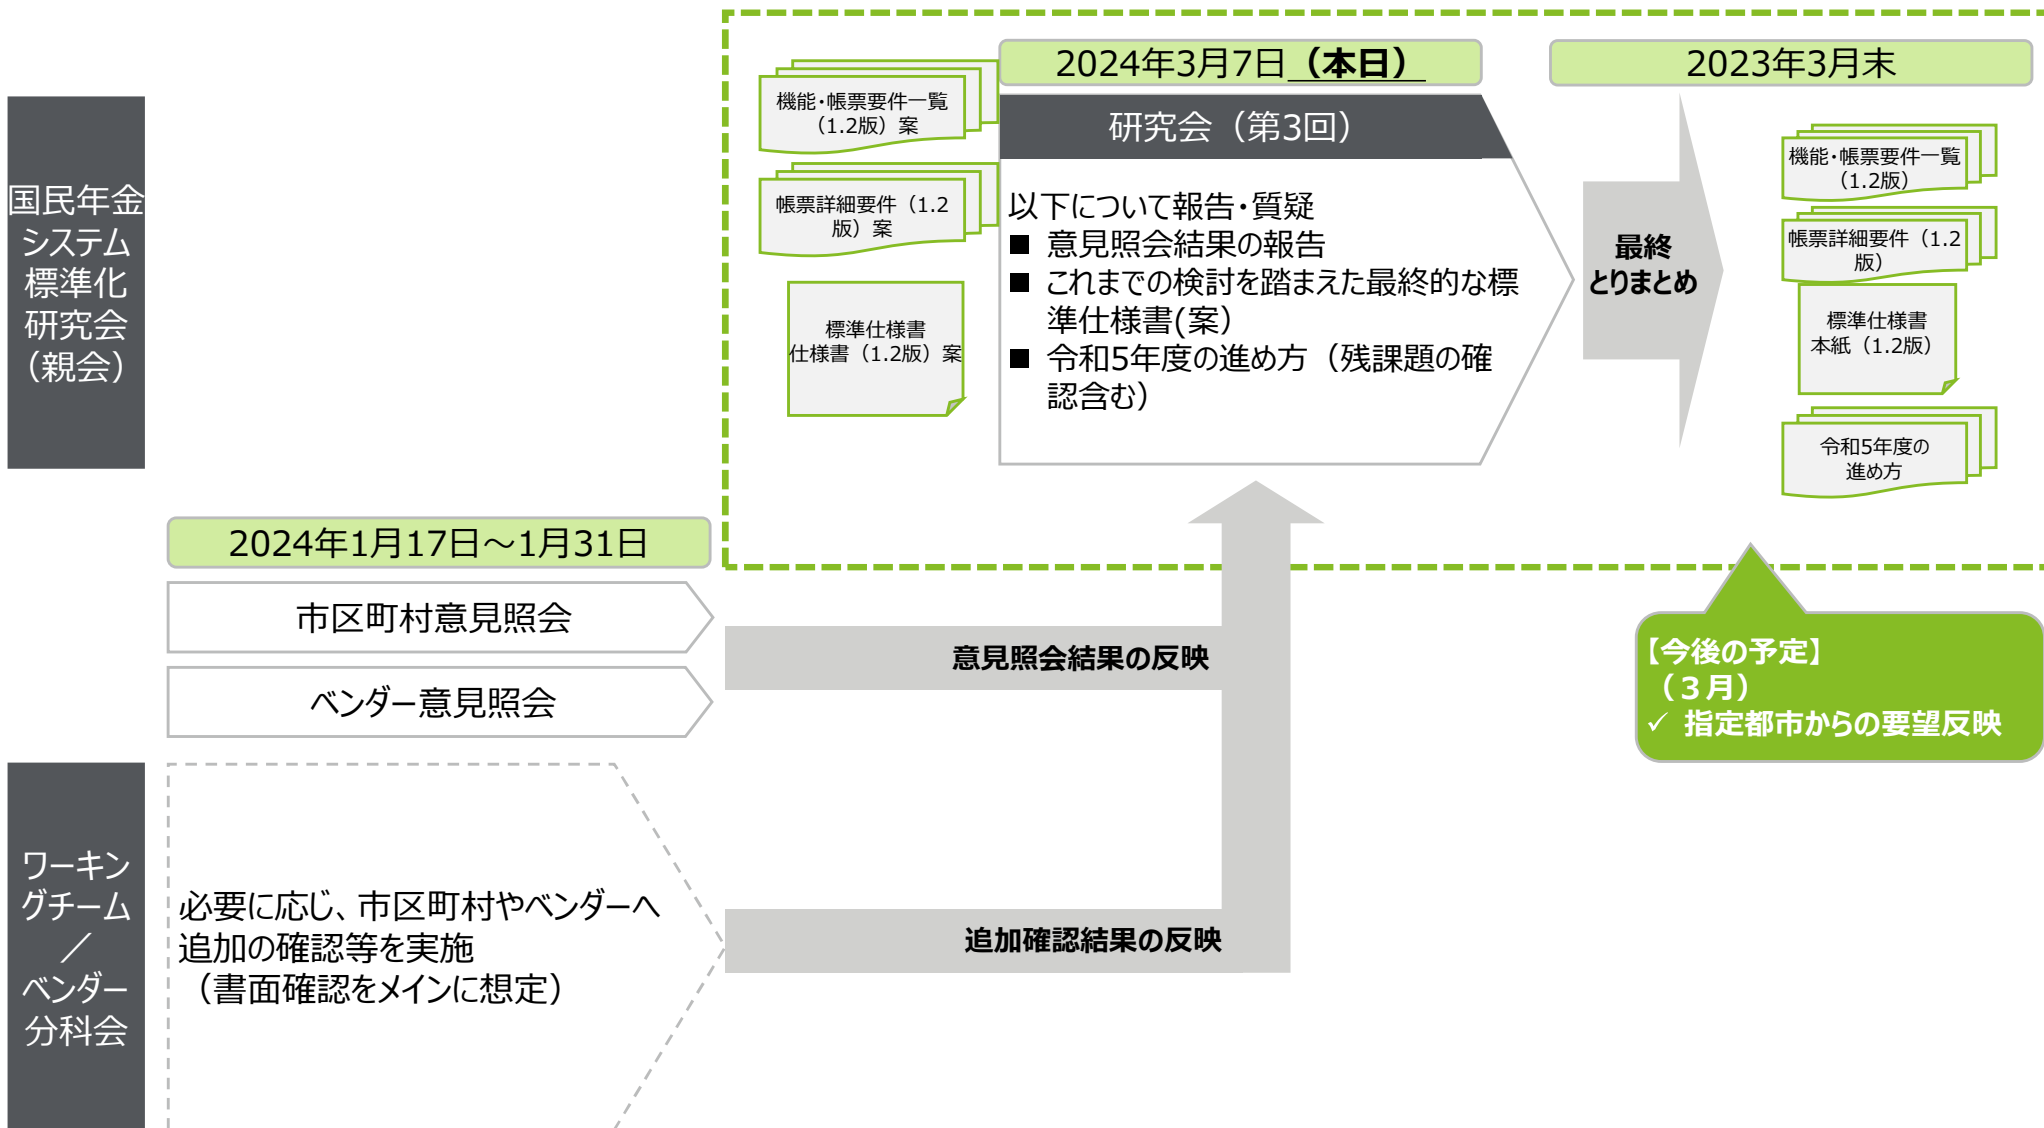 国民年金
システム
標準化
研究会
（親会）
機能・帳票要件一覧
（1.2版）案
帳票詳細要件（1.2
版）案
標準仕様書
仕様書（1.2版）案
2024年3月7日（本日）
研究会（第3回）
以下について報告・質疑
■ 意見照会結果の報告
■ これまでの検討を踏まえた最終的な標
準仕様書(案)
■ 令和5年度の進め方（残課題の確
認含む）
最終
とりまとめ
2023年3月末
機能・帳票要件一覧
（1.2版）
帳票詳細要件（1.2
版）
標準仕様書
本紙（1.2版）
令和5年度の
進め方
2024年1月17日～1月31日
市区町村意見照会
ベンダー意見照会
意見照会結果の反映
【今後の予定】
（３月）
✓ 指定都市からの要望反映
ワーキン
グチーム
／
ベンダー
分科会
必要に応じ、市区町村やベンダーへ
追加の確認等を実施
（書面確認をメインに想定）
追加確認結果の反映